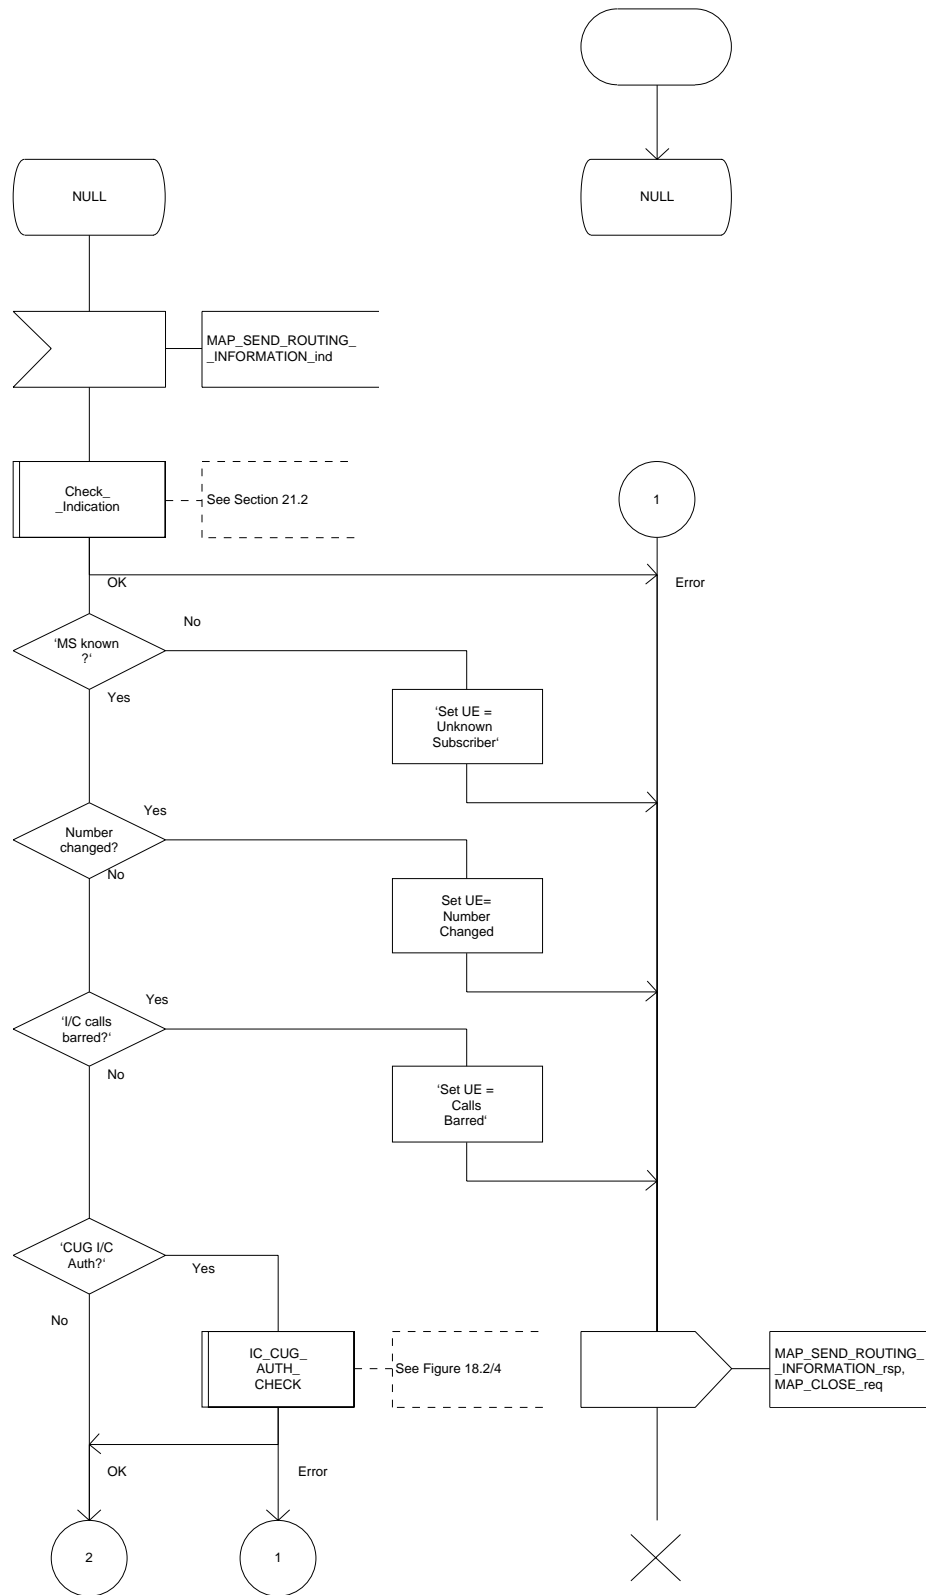 NULL
NULL
MAP_SEND_ROUTING_
_INFORMATION_ind
Check_
_Indication
See Section 21.2
1
OK
Error
No
‘MS known
?‘
Yes
‘Set UE =
Unknown
Subscriber‘
Yes
Number
changed?
No
Set UE=
Number
Changed
Yes
‘I/C calls
barred?‘
No
‘Set UE =
Calls
Barred‘
‘CUG I/C
Auth?‘
Yes
No
IC_CUG_
AUTH_
CHECK
See Figure 18.2/4
MAP_SEND_ROUTING_
_INFORMATION_rsp,
MAP_CLOSE_req
OK
Error
2
1